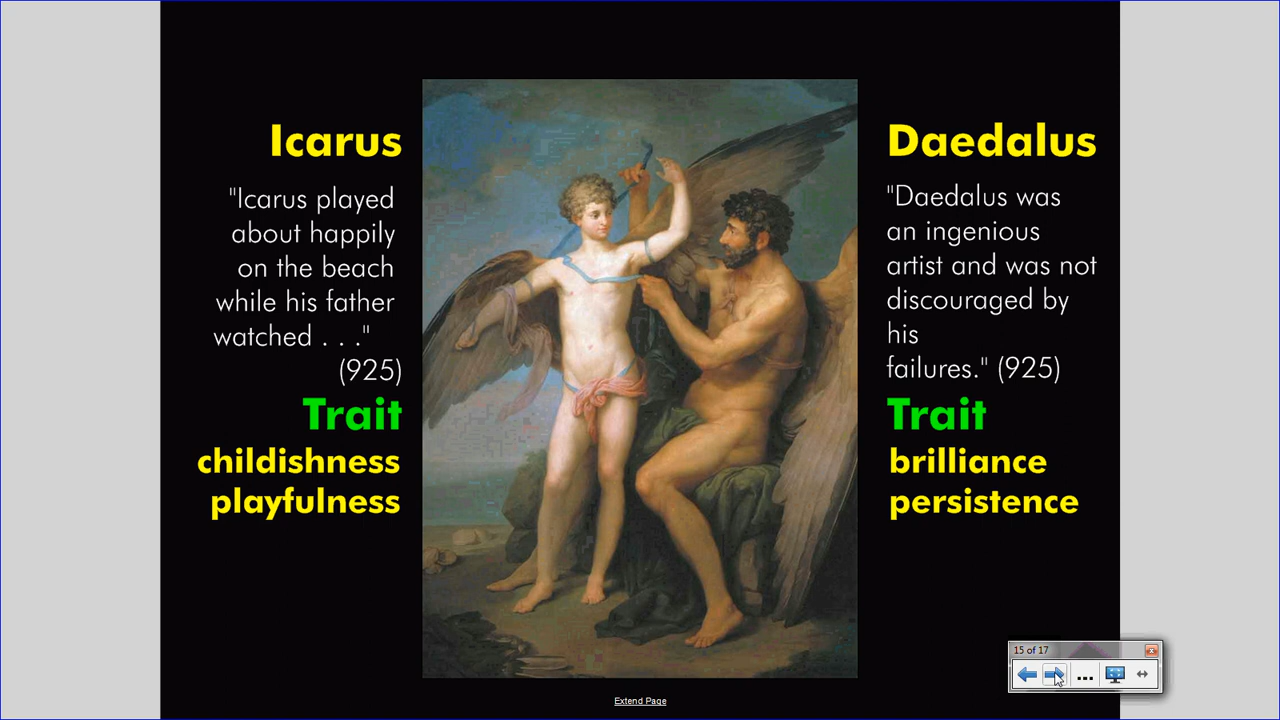 Icarus
"Icarus played
about happily
on the beach
while his father
watched . . ."
(925)
Trait
childishness
playfulness
Daedalus
"Daedalus was
an ingenious
artist and was not
discouraged by
his
failures." (925)
Trait
brilliance
persistence
15 of 17
...
Extend Page